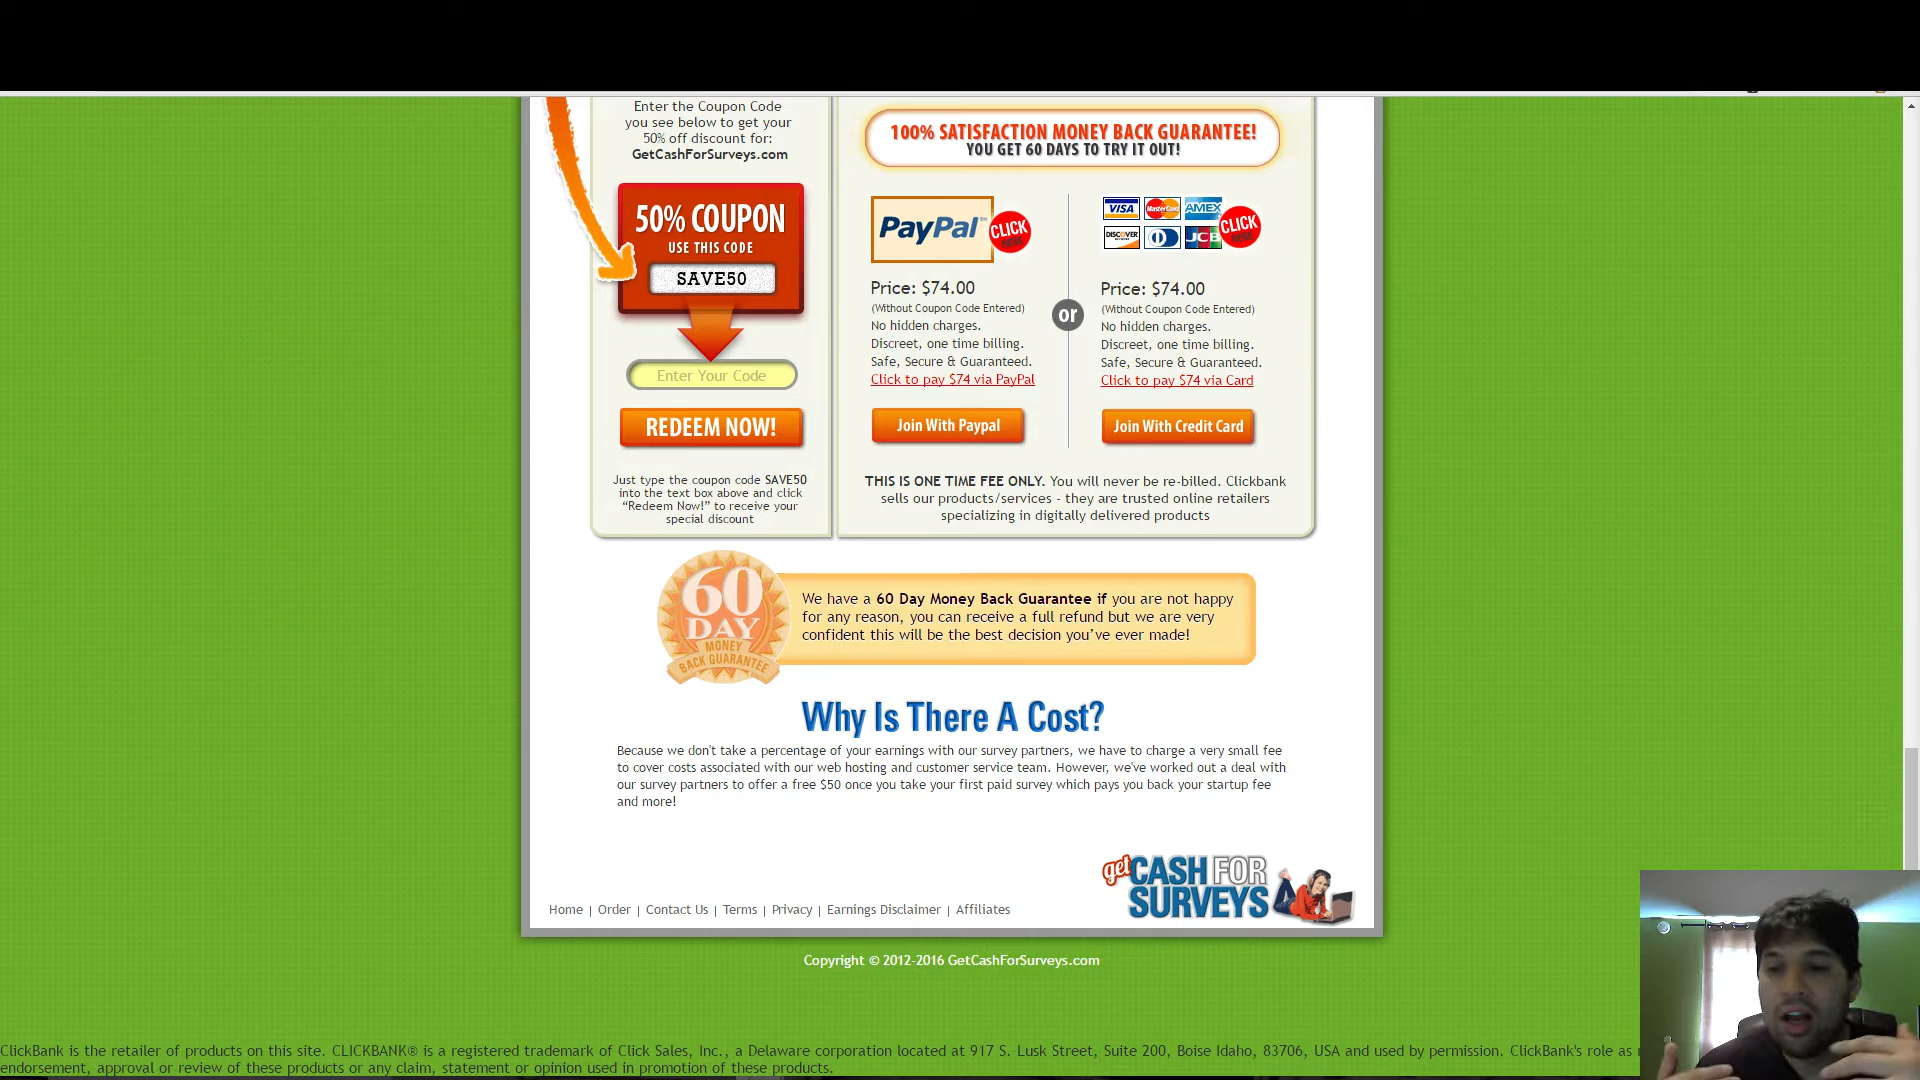 Enter the Coupon Code
you see below to get your
50% off discount for:
GetCashForSurveys.com
50% COUPON
USE THIS CODE
SAVE50
Enter Your Code
REDEEM NOW!
Just type the coupon code SAVE50
into the text box above and click
“Redeem Now!” to receive your
special discount
100% SATISFACTION MONEY BACK GUARANTEE!
YOU GET 60 DAYS TO TRY IT OUT!
PayPal
CLICK
HERE
Price: $74.00
(Without Coupon Code Entered)
No hidden charges.
Discreet, one time billing.
Safe, Secure & Guaranteed.
Click to pay $74 via PayPal
Join With Paypal
or
VISA MasterCard AMEX
DISCOVER JCB
CLICK
HERE
Price: $74.00
(Without Coupon Code Entered)
No hidden charges.
Discreet, one time billing.
Safe, Secure & Guaranteed.
Click to pay $74 via Card
Join With Credit Card
THIS IS ONE TIME FEE ONLY. You will never be re-billed. Clickbank
sells our products/services - they are trusted online retailers
specializing in digitally delivered products
60
DAY
MONEY
BACK GUARANTEE
We have a 60 Day Money Back Guarantee if you are not happy
for any reason, you can receive a full refund but we are very
confident this will be the best decision you’ve ever made!
Why Is There A Cost?
Because we don't take a percentage of your earnings with our survey partners, we have to charge a very small fee
to cover costs associated with our web hosting and customer service team. However, we've worked out a deal with
our survey partners to offer a free $50 once you take your first paid survey which pays you back your startup fee
and more!
get CASH FOR
SURVEYS
Home | Order | Contact Us | Terms | Privacy | Earnings Disclaimer | Affiliates
Copyright © 2012-2016 GetCashForSurveys.com
ClickBank is the retailer of products on this site. CLICKBANK® is a registered trademark of Click Sales, Inc., a Delaware corporation located at 917 S. Lusk Street, Suite 200, Boise Idaho, 83706, USA and used by permission. ClickBank's role as
endorsement, approval or review of these products or any claim, statement or opinion used in promotion of these products.